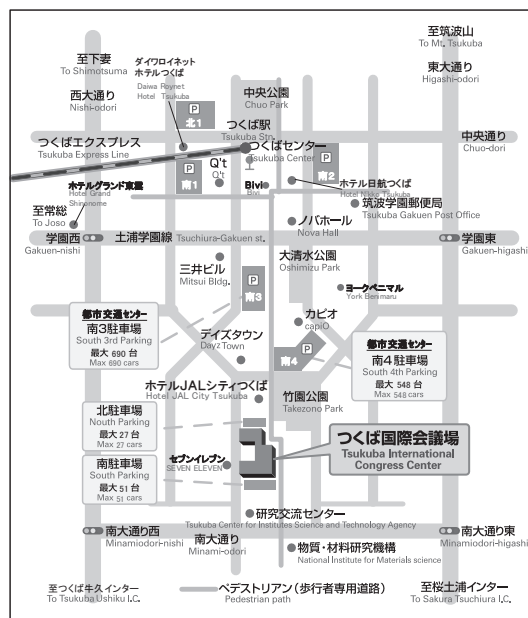 至筑波山
To Mt. Tsukuba
至下妻
To Shimotsuma
ダイワロイネット
ホテルつくば
Daiwa Roynet
Hotel Tsukuba
東大通り
Higashi-odori
西大通り
Nishi-odori
中央公園
Chuo Park
北1
つくばエクスプレス
Tsukuba Express Line
つくば駅
Tsukuba Stn.
つくばセンター
Tsukuba Center
中央通り
Chuo-dori
Q't
Q't
南1
Bivi
Bivi
南2
ホテルグランド東雲
Hotel Grand
Shinonome
ホテル日航つくば
Hotel Nikko Tsukuba
筑波学園郵便局
Tsukuba Gakuen Post Office
至常総
To Joso
ノバホール
Nova Hall
学園西
Gakuen-nishi
土浦学園線 Tsuchiura-Gakuen st.
学園東
Gakuen-higashi
三井ビル
Mitsui Bldg.
大清水公園
Oshimizu Park
南3
ヨークベニマル
York Benimaru
都市交通センター
南3駐車場
South 3rd Parking
最大 690 台
Max 690 cars
カピオ
capiO
デイズタウン
Dayz Town
南4
都市交通センター
南4駐車場
South 4th Parking
最大 548 台
Max 548 cars
ホテルJALシティつくば
Hotel JAL City Tsukuba
竹園公園
Takezono Park
北駐車場
Nouth Parking
最大 27 台
Max 27 cars
つくば国際会議場
Tsukuba International
Congress Center
セブンイレブン
SEVEN ELEVEN
南駐車場
South Parking
最大 51 台
Max 51 cars
研究交流センター
Tsukuba Center for Institutes Science and Technology Agency
南大通り西
Minamiodori-nishi
南大通り
Minami-odori
南大通り東
Minamiodori-higashi
物質・材料研究機構
National Institute for Materials science
至つくば牛久インター
To Tsukuba Ushiku I.C.
ペデストリアン(歩行者専用道路)
Pedestrian path
至桜土浦インター
To Sakura Tsuchiura I.C.